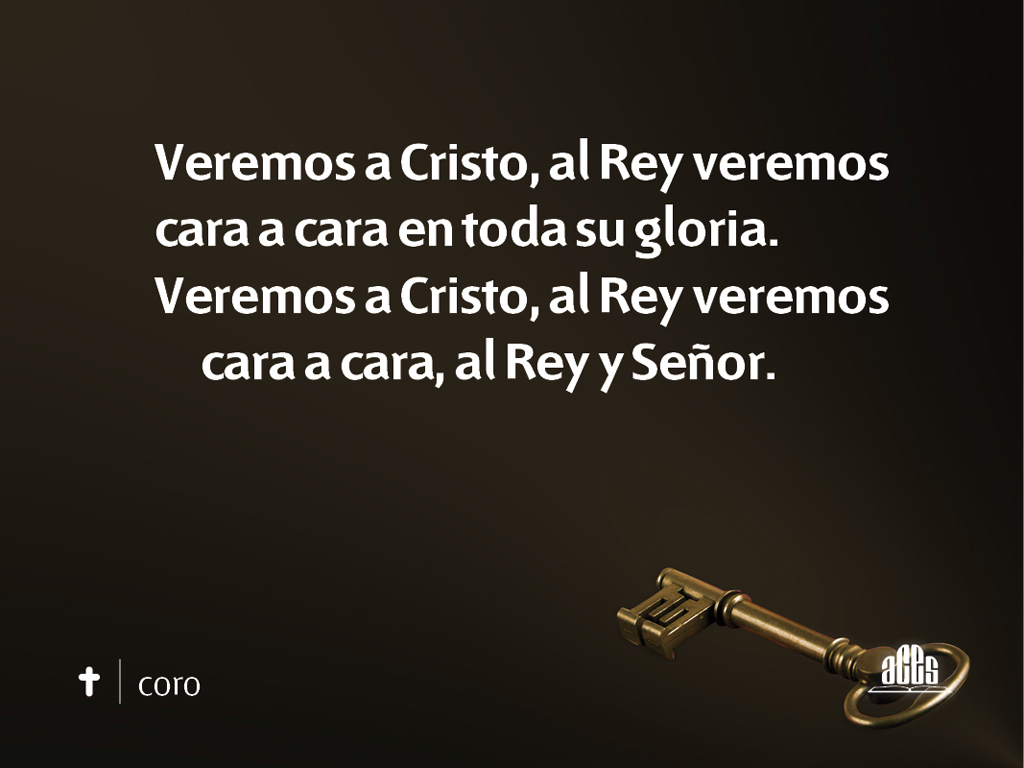 Veremos a Cristo, al Rey veremos
cara a cara en toda su gloria.
Veremos a Cristo, al Rey veremos
cara a cara, al Rey y Señor.
coro
aces